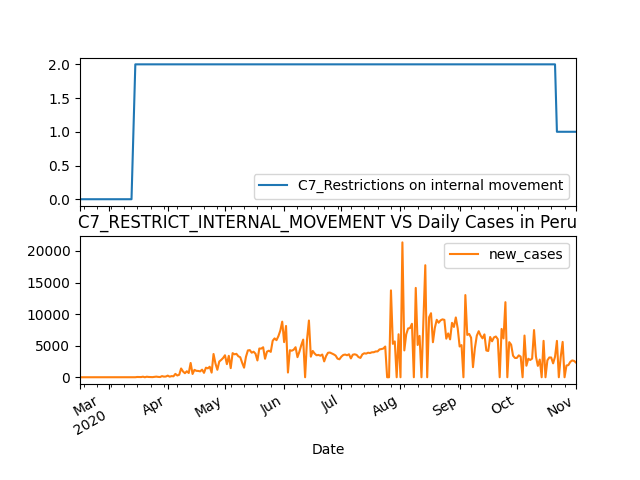 2.0
1.5
1.0
0.5
0.0
C7_Restrictions on internal movement
C7_RESTRICT_INTERNAL_MOVEMENT VS Daily Cases in Peru
20000
15000
10000
5000
0
new_cases
Mar
2020
Apr
May
Jun
Jul
Aug
Sep
Oct
Nov
Date